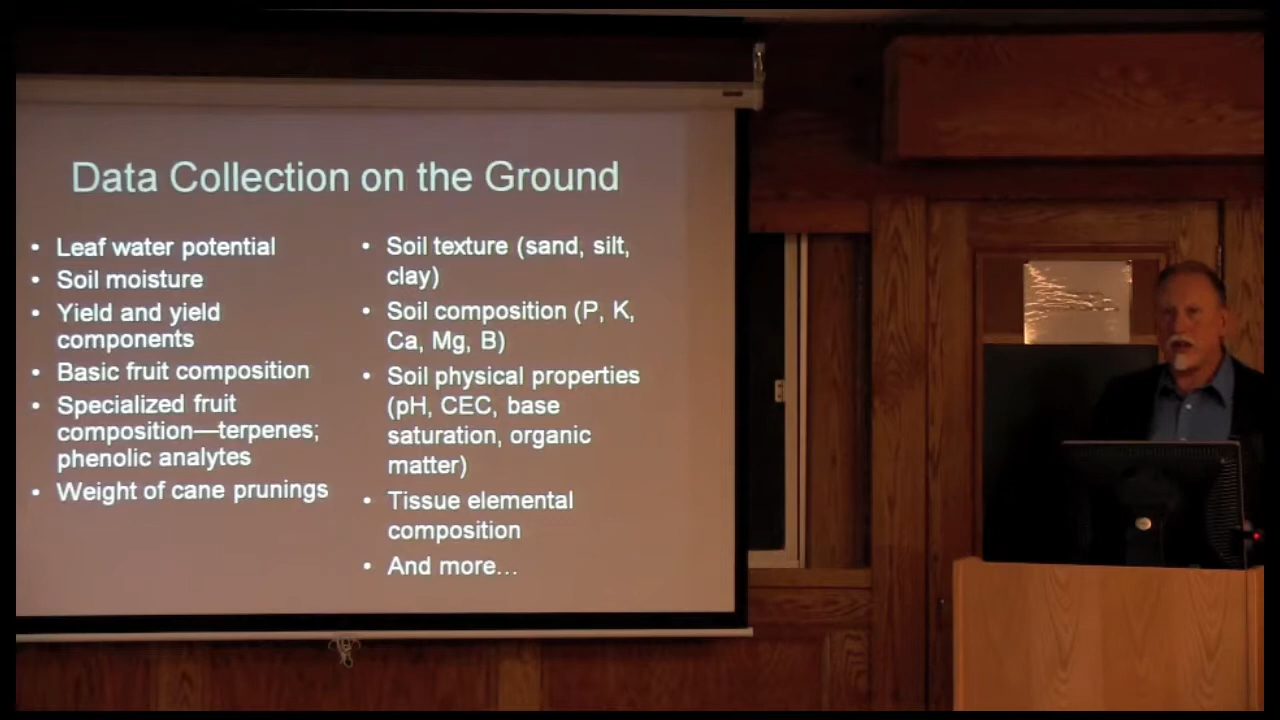 Data Collection on the Ground
• Leaf water potential
• Soil moisture
• Yield and yield
components
• Basic fruit composition
• Specialized fruit
composition—terpenes;
phenolic analytes
• Weight of cane prunings
• Soil texture (sand, silt,
clay)
• Soil composition (P, K,
Ca, Mg, B)
• Soil physical properties
(pH, CEC, base
saturation, organic
matter)
• Tissue elemental
composition
• And more…